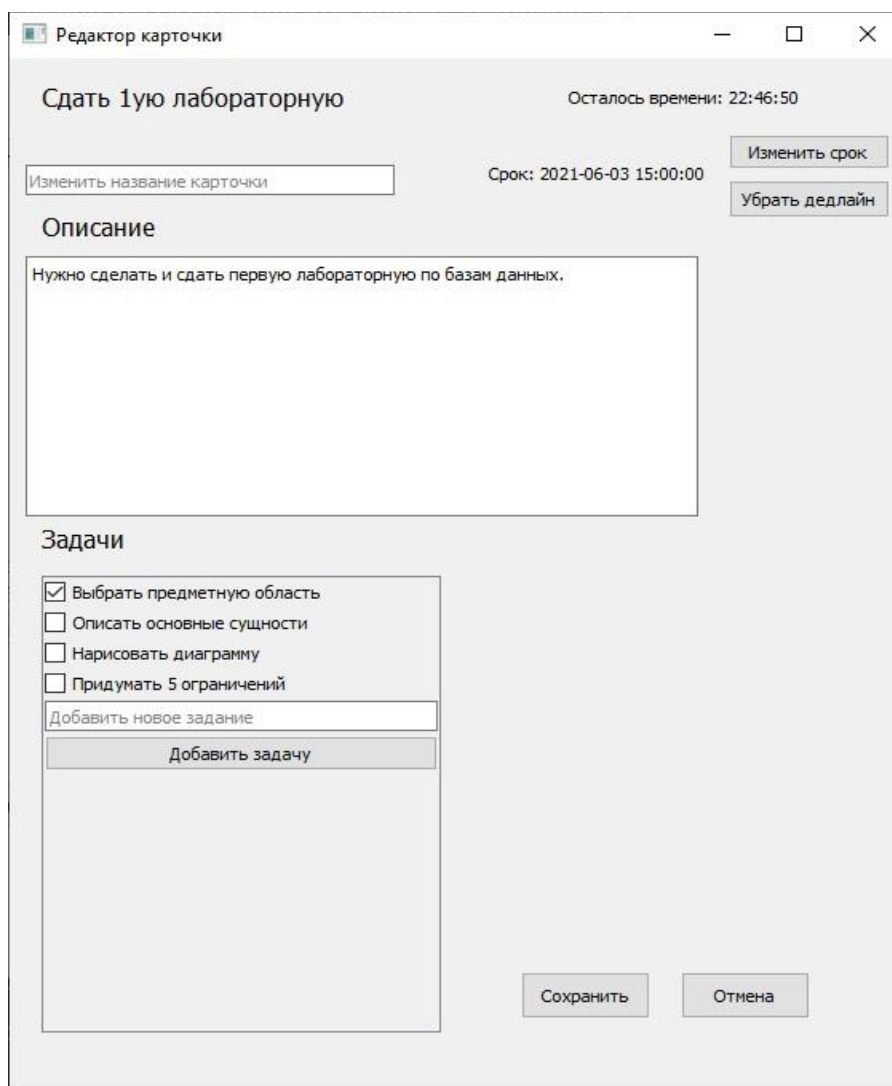 Редактор карточки
Сдать 1ую лабораторную
Осталось времени: 22:46:50
Изменить срок
Изменить название карточки
Срок: 2021-06-03 15:00:00
Убрать дедлайн
Описание
Нужно сделать и сдать первую лабораторную по базам данных.
Задачи
Выбрать предметную область
Описать основные сущности
Нарисовать диаграмму
Придумать 5 ограничений
Добавить новое задание
Добавить задачу
Сохранить
Отмена